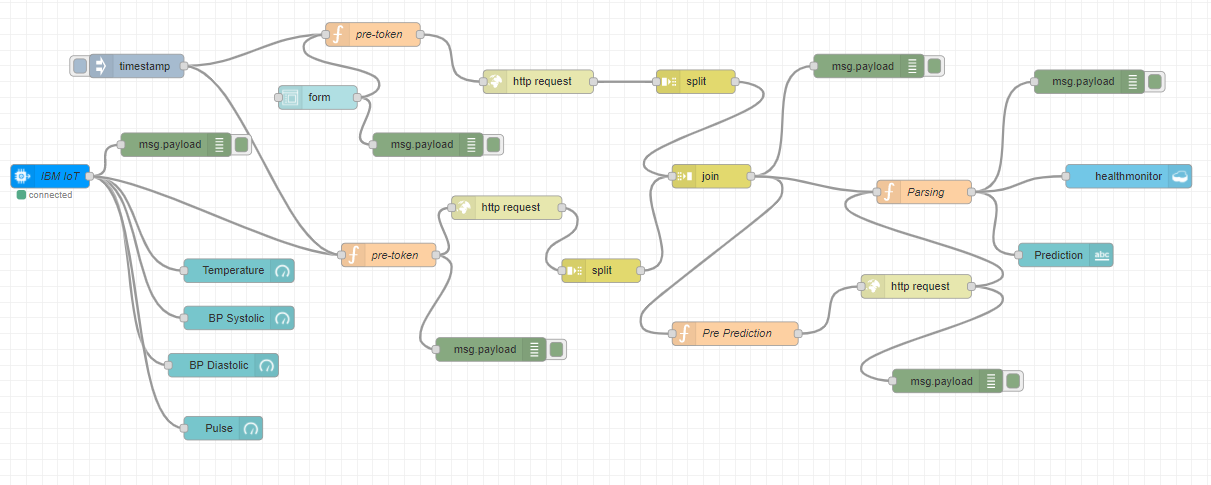 pre-token
timestamp
msg.payload
http request
split
msg.payload
form
msg.payload
msg.payload
IBM IoT
connected
join
healthmonitor
Parsing
http request
pre-token
Prediction
abc
Temperature
split
http request
BP Systolic
Pre Prediction
msg.payload
BP Diastolic
msg.payload
Pulse